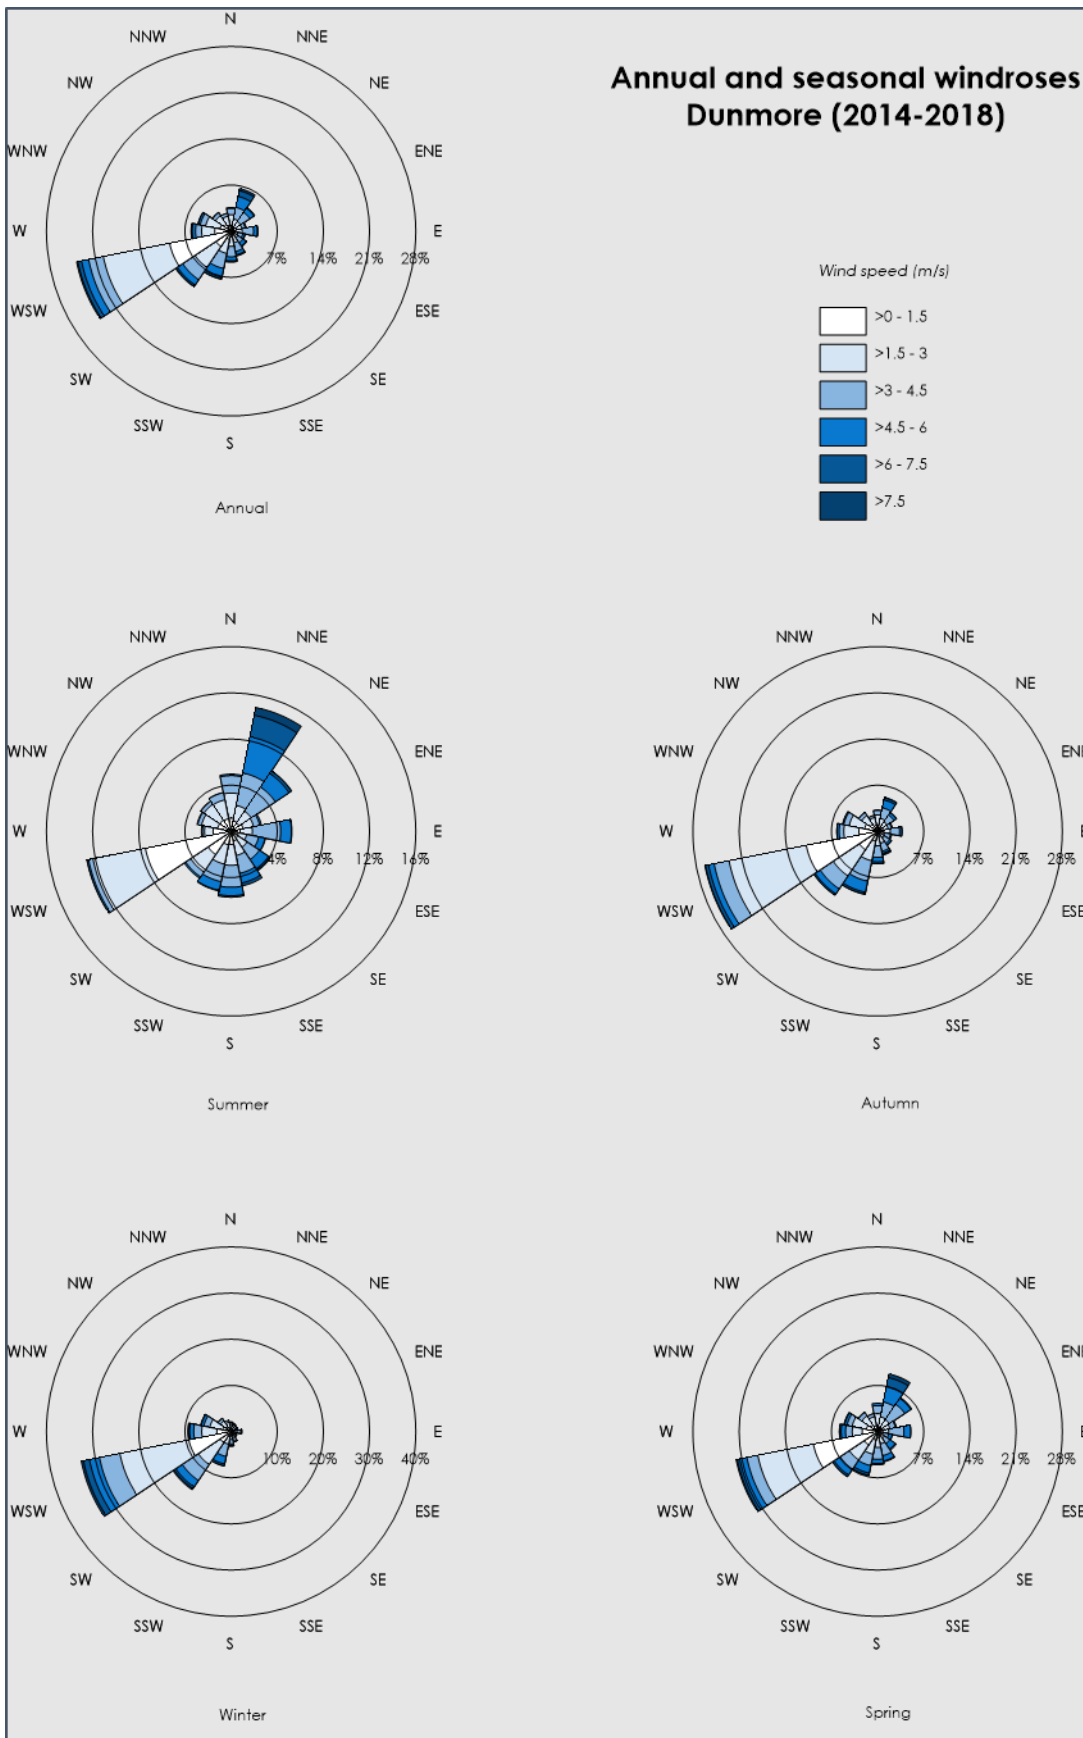 Annual and seasonal windroses
Dunmore (2014-2018)
N
NNW
NNE
NW
NE
WNW
ENE
W
E
7%
14%
21%
28%
WSW
ESE
SW
SE
SSW
SSE
S
Annual
Wind speed (m/s)
>0 - 1.5
>1.5 - 3
>3 - 4.5
>4.5 - 6
>6 - 7.5
>7.5
N
NNW
NNE
NW
NE
WNW
ENE
W
E
4%
8%
12%
16%
WSW
ESE
SW
SE
SSW
SSE
S
Summer
N
NNW
NNE
NW
NE
WNW
ENE
W
E
7%
14%
21%
28%
WSW
ESE
SW
SE
SSW
SSE
S
Autumn
N
NNW
NNE
NW
NE
WNW
ENE
W
E
10%
20%
30%
40%
WSW
ESE
SW
SE
SSW
SSE
S
Winter
N
NNW
NNE
NW
NE
WNW
ENE
W
E
7%
14%
21%
28%
WSW
ESE
SW
SE
SSW
SSE
S
Spring